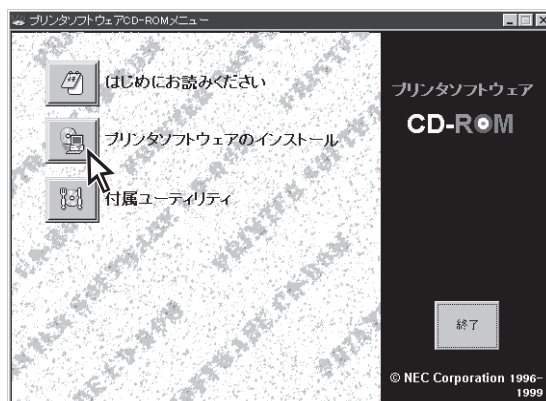 プリンタソフトウェアCD-ROMメニュー
はじめにお読みください
プリンタソフトウェアのインストール
付属ユーティリティ
プリンタソフトウェア
CD-ROM
終了
© NEC Corporation 1996-
1999